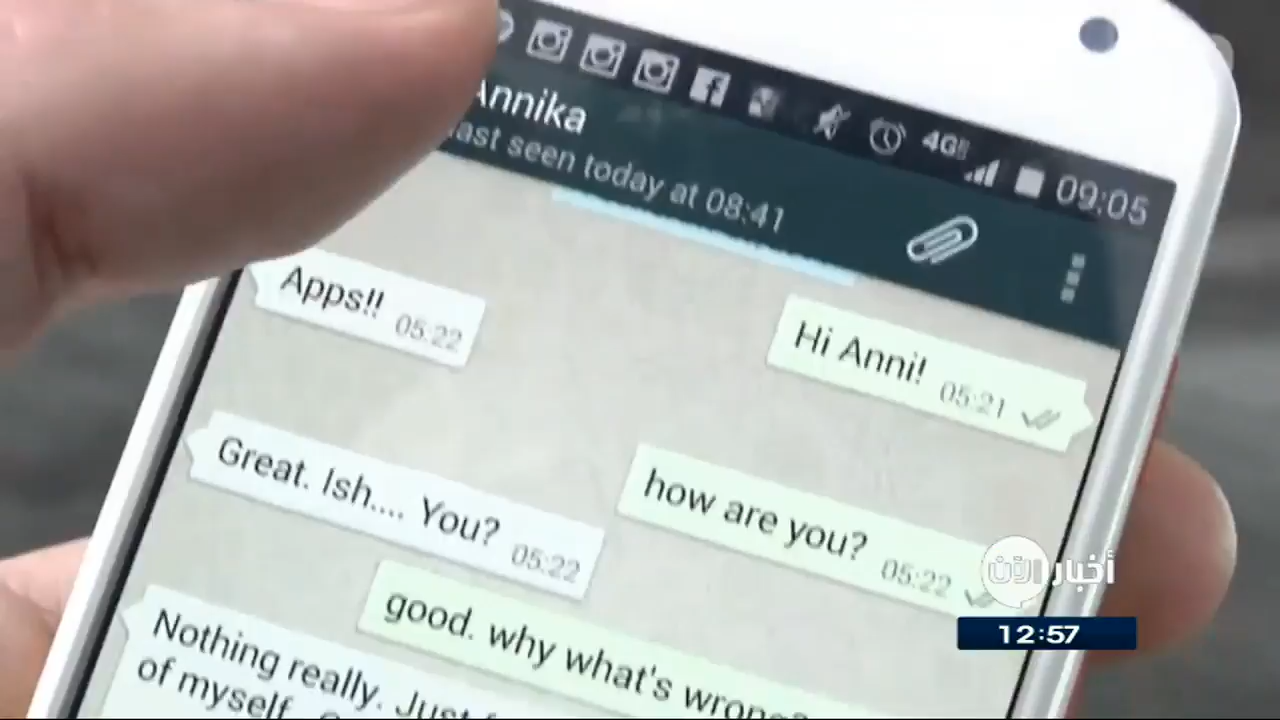 4G
09:05
Annika
last seen today at 08:41
Hi Anni!
05:21
Apps!!
05:22
how are you?
05:22
Great. Ish.... You?
05:22
good. why what's wrong?
Nothing really. Just
of myself.
أخبار الآن
12:57